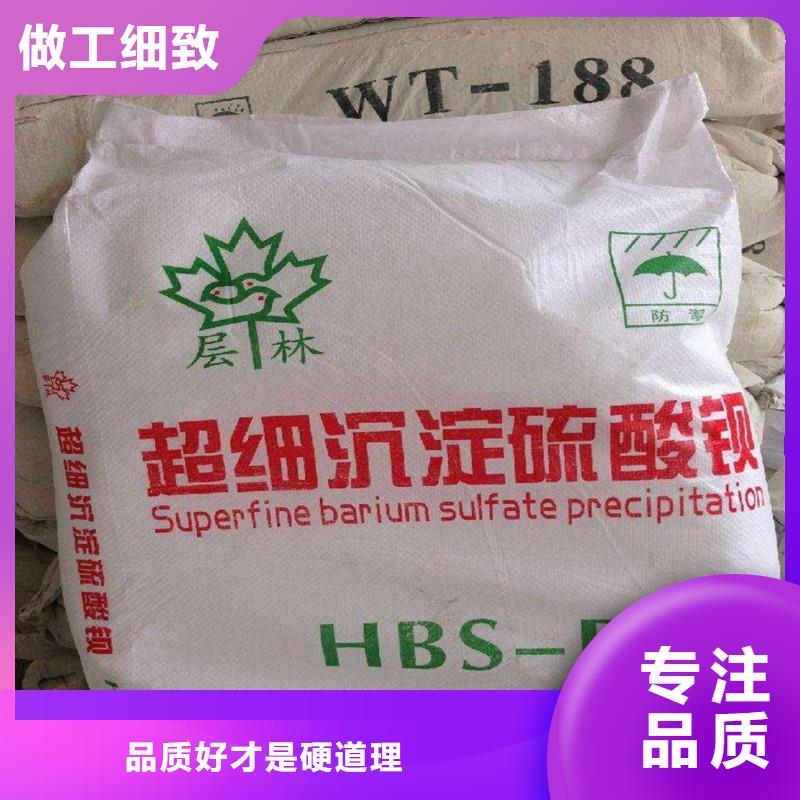 做工细致
WT-188
层林
防潮
超细沉淀硫酸钡
Superfine barium sulfate precipitation
HBS-
超细沉淀硫酸钡
专注
品质
品质好才是硬道理